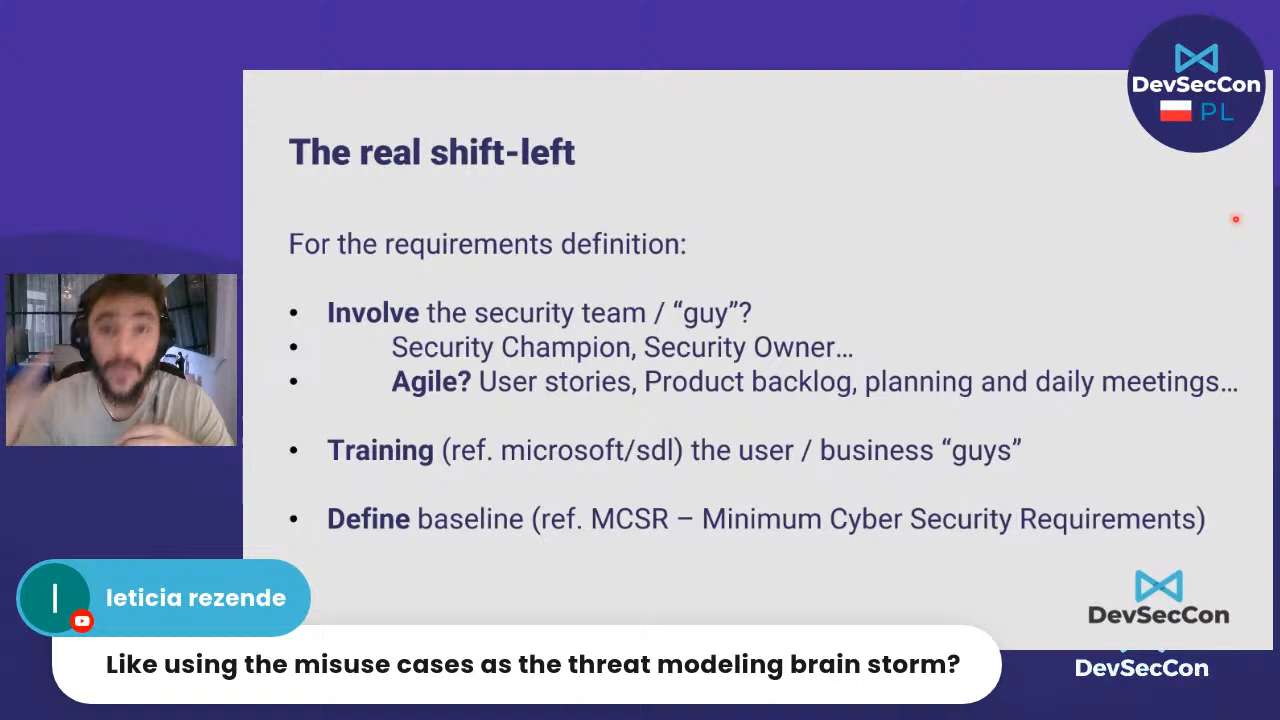 DevSecCon
PL
The real shift-left
For the requirements definition:
• Involve the security team / “guy”?
• Security Champion, Security Owner…
• Agile? User stories, Product backlog, planning and daily meetings…
• Training (ref. microsoft/sdl) the user / business “guys”
• Define baseline (ref. MCSR – Minimum Cyber Security Requirements)
DevSecCon
DevSecCon
l
leticia rezende
Like using the misuse cases as the threat modeling brain storm?